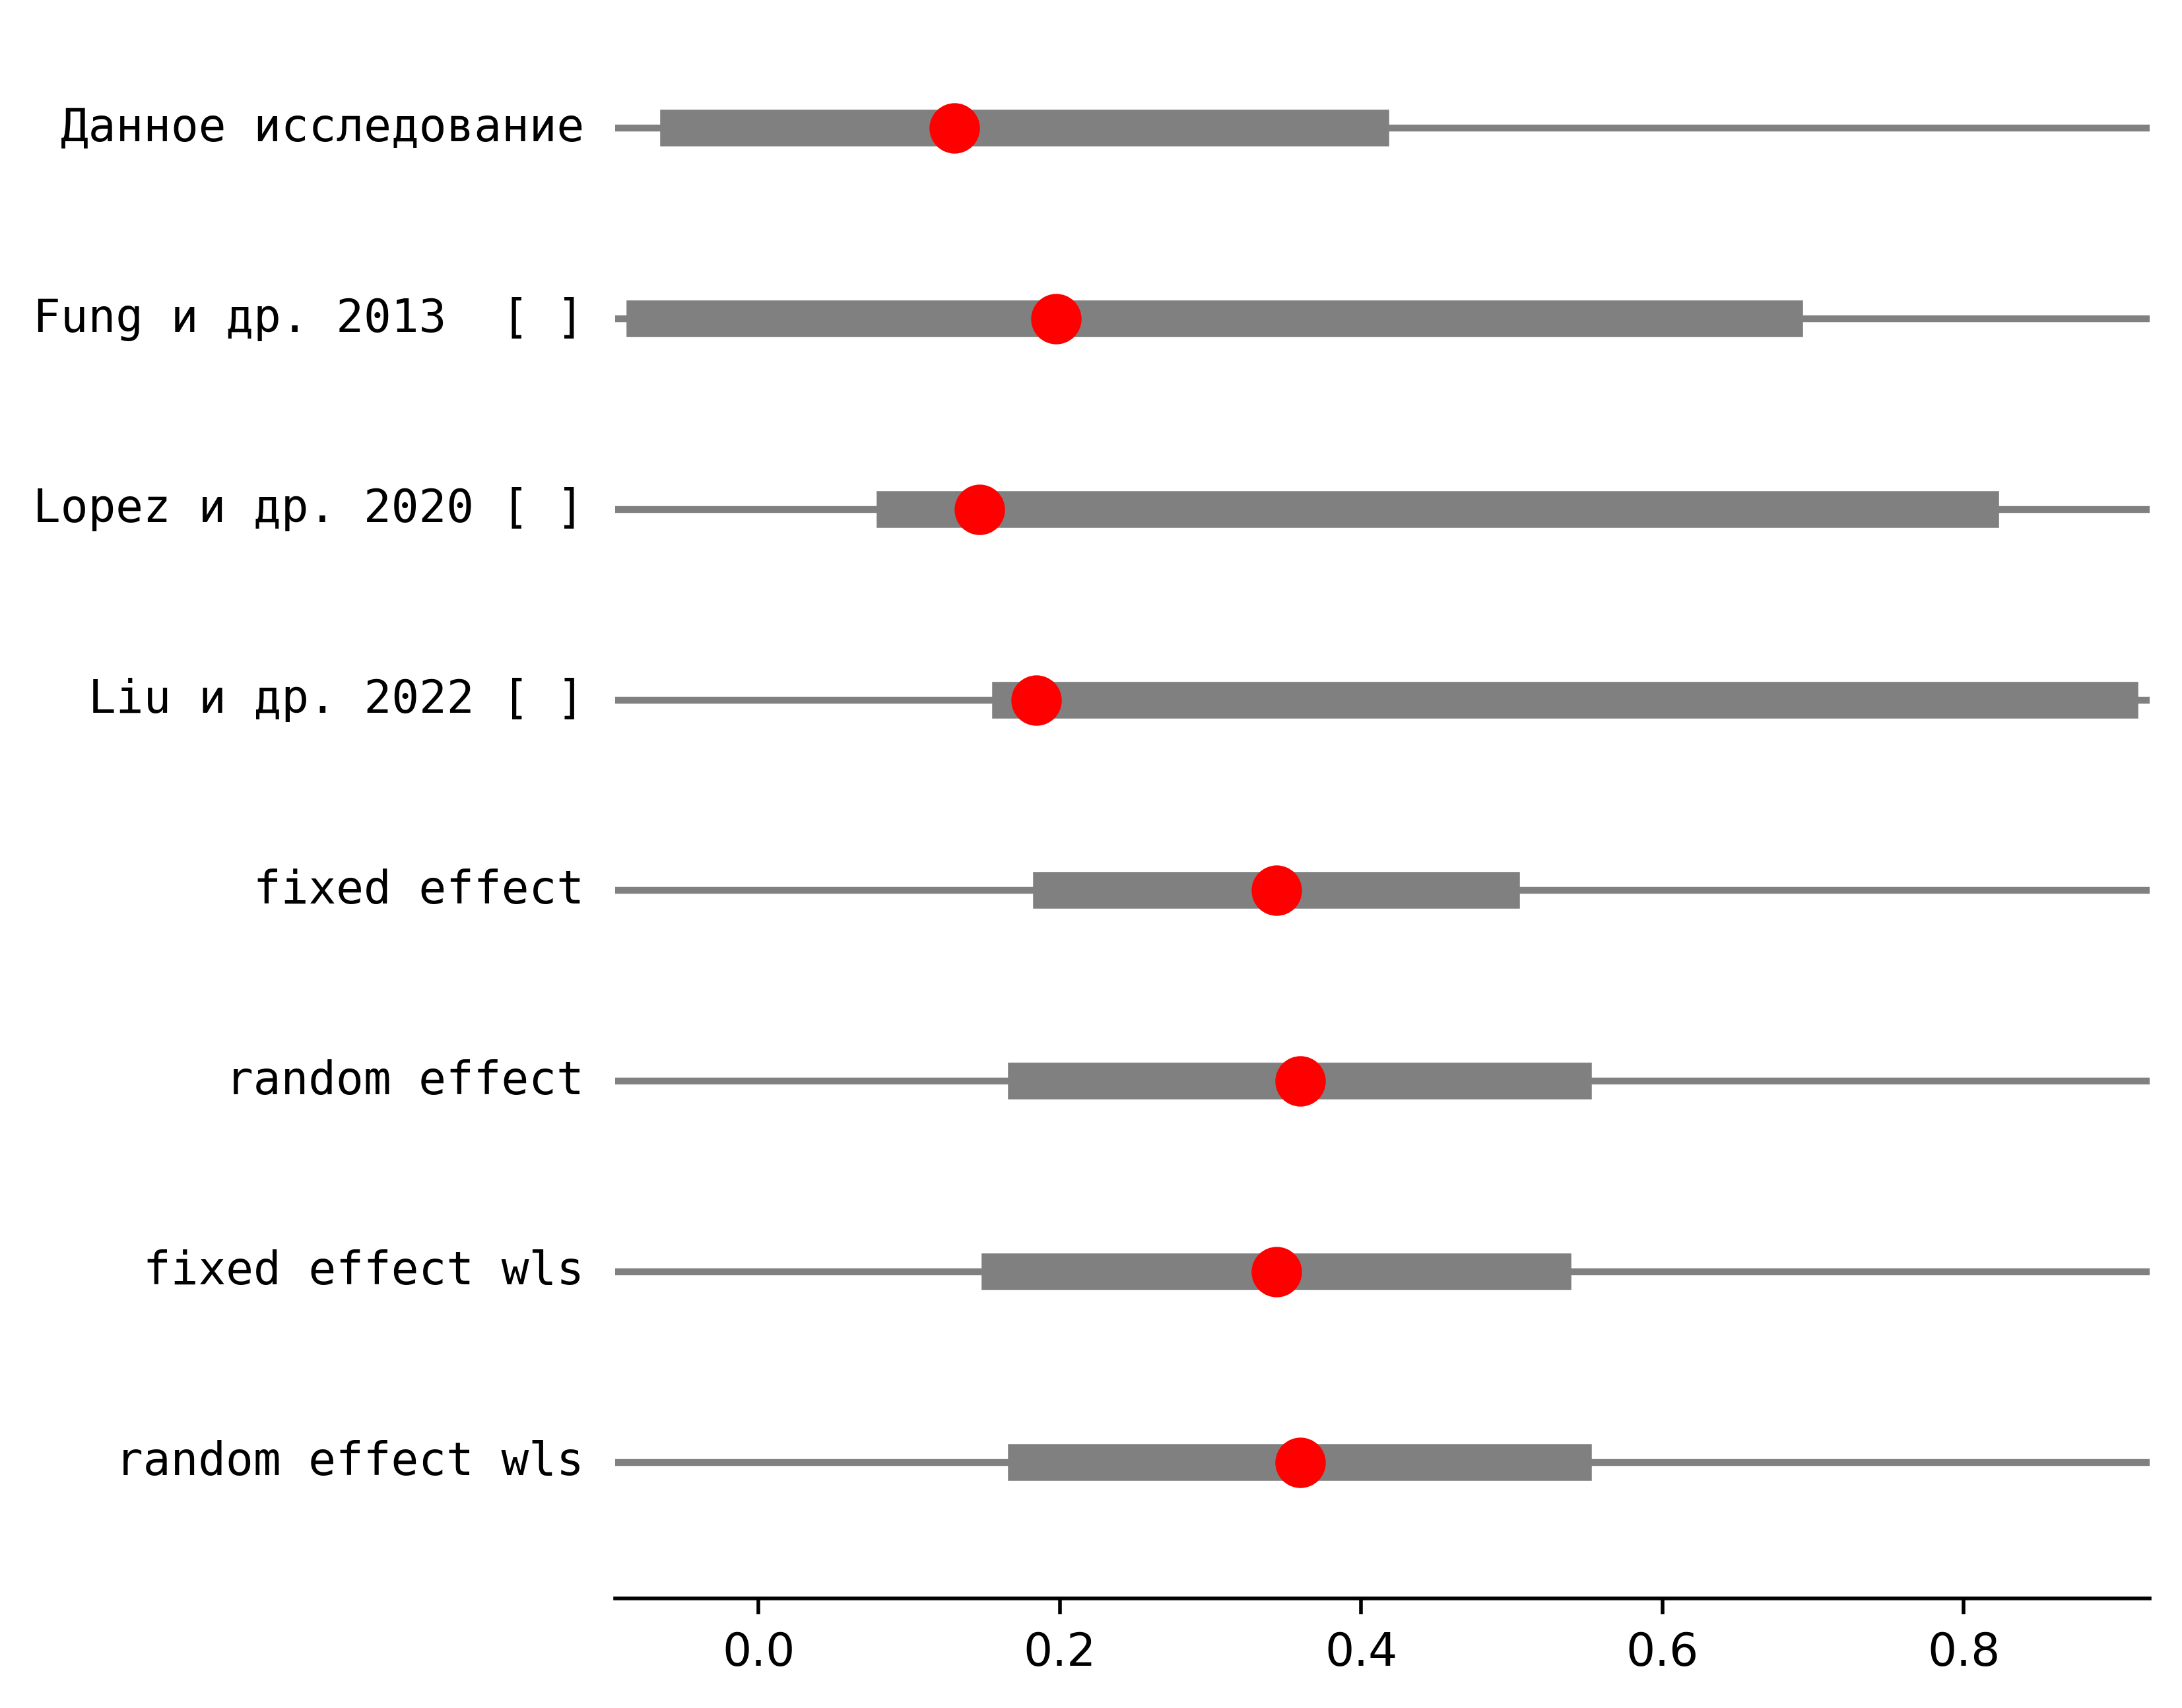 Данное исследование
Fung и др. 2013  [ ]
Lopez и др. 2020 [ ]
Liu и др. 2022 [ ]
fixed effect
random effect
fixed effect wls
random effect wls
0.0 0.2 0.4 0.6 0.8